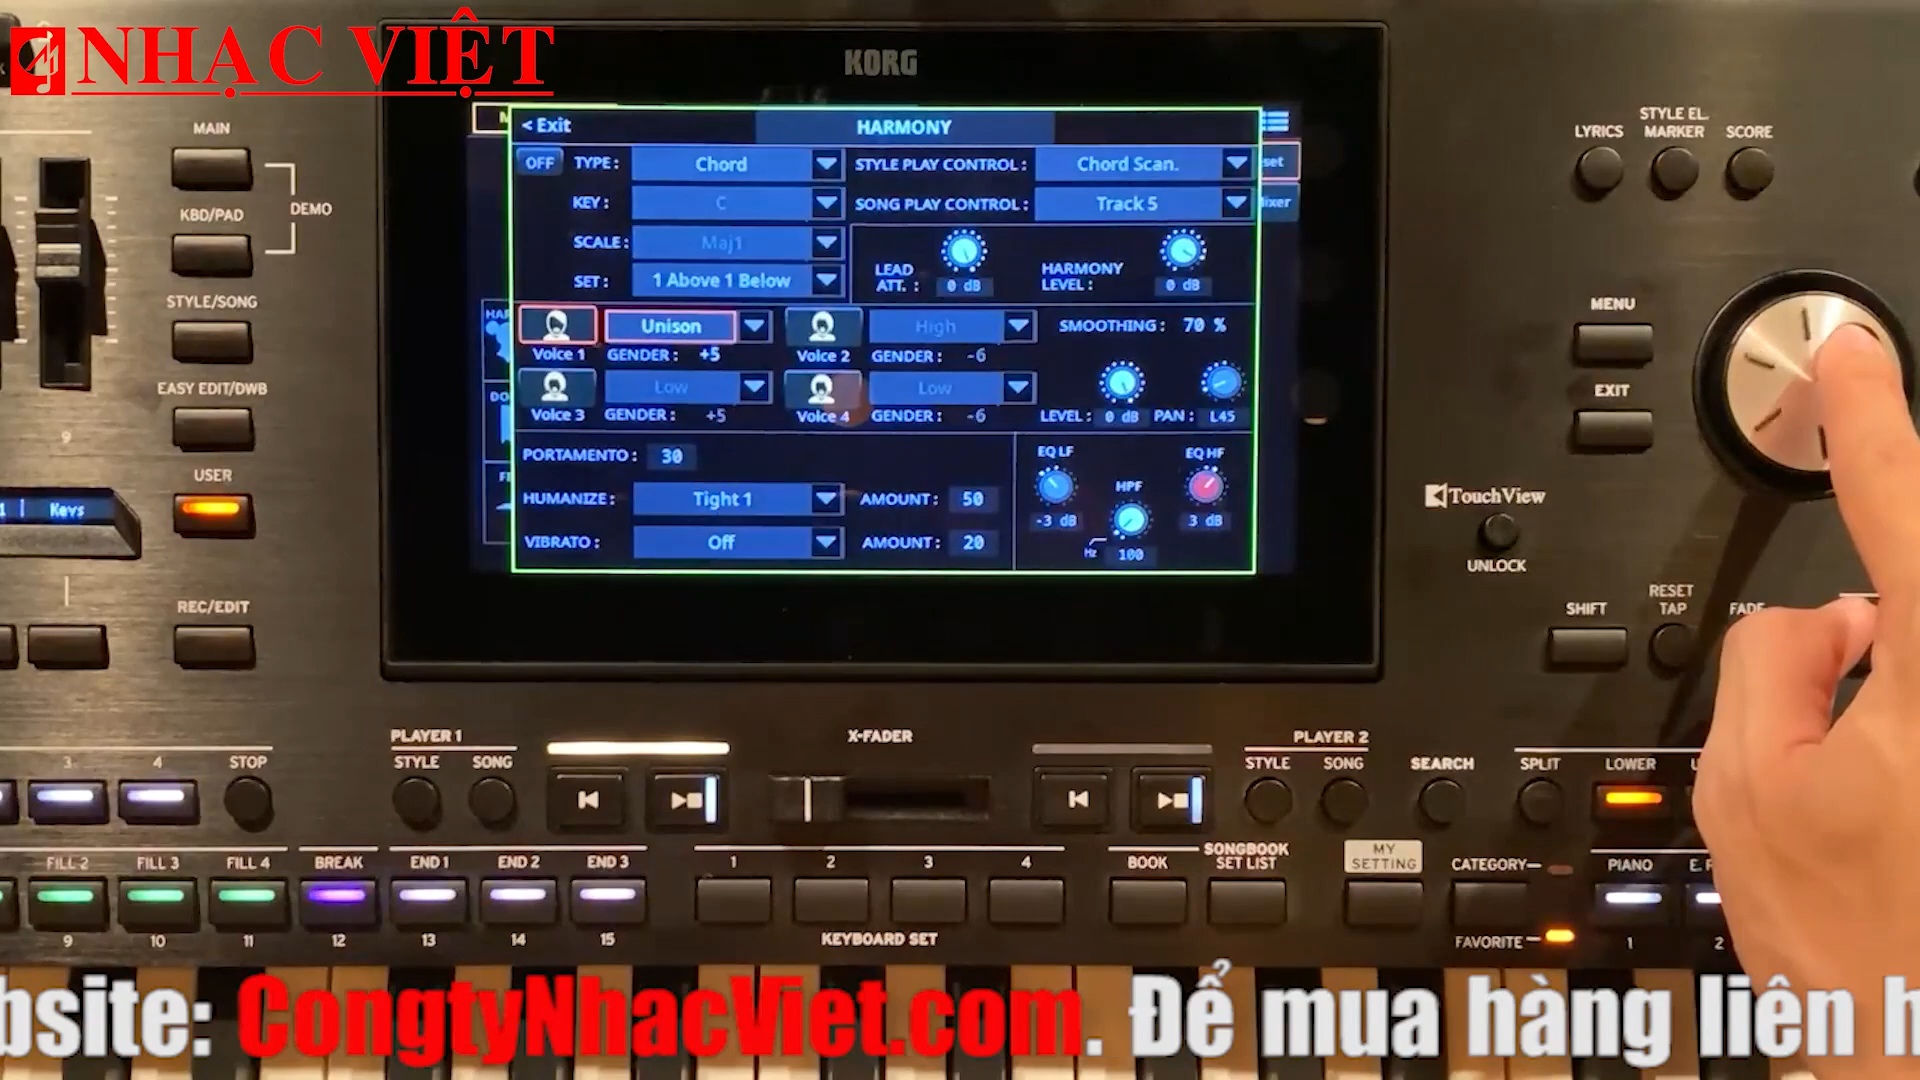 NHẠC VIỆT
KORG
< Exit
HARMONY
OFF
TYPE :
Chord
STYLE PLAY CONTROL :
Chord Scan.
KEY :
C
SONG PLAY CONTROL :
Track 5
SCALE :
Maj1
SET :
1 Above 1 Below
LEAD
ATT. :
0 dB
HARMONY
LEVEL :
0 dB
Unison
High
SMOOTHING : 70 %
Voice 1
GENDER : +5
Voice 2
GENDER : -6
Low
Low
Voice 3
GENDER : +5
Voice 4
GENDER : -6
LEVEL : 0 dB
PAN : L45
PORTAMENTO : 30
HUMANIZE :
Tight 1
AMOUNT : 50
VIBRATO :
Off
AMOUNT : 20
EQ LF
-3 dB
HPF
Hz 100
EQ HF
3 dB
MAIN
KBD/PAD
DEMO
STYLE/SONG
EASY EDIT/DWB
9
USER
Keys
REC/EDIT
LYRICS
STYLE EL.
MARKER
SCORE
MENU
EXIT
TouchView
UNLOCK
SHIFT
RESET
TAP
FADE
PLAYER 1
STYLE
SONG
X-FADER
PLAYER 2
STYLE
SONG
SEARCH
SPLIT
LOWER
3
4
STOP
FILL 2
FILL 3
FILL 4
BREAK
END 1
END 2
END 3
1
2
3
4
BOOK
SONGBOOK
SET LIST
MY
SETTING
CATEGORY
PIANO
9
10
11
12
13
14
15
KEYBOARD SET
FAVORITE
1
2
bsite: CongtyNhacViet.com. Để mua hàng liên h